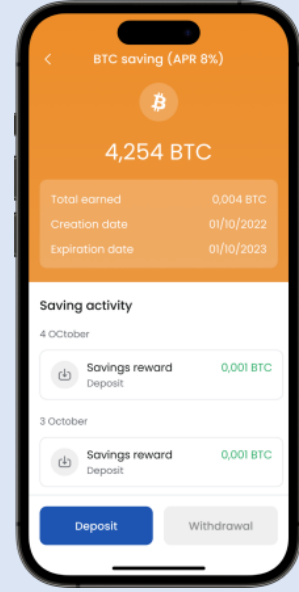 BTC saving (APR 8%)
4,254 BTC
Total earned 0,004 BTC
Creation date 01/10/2022
Expiration date 01/10/2023
Saving activity
4 OCtober
Savings reward 0,001 BTC
Deposit
3 October
Savings reward 0,001 BTC
Deposit
Deposit Withdrawal